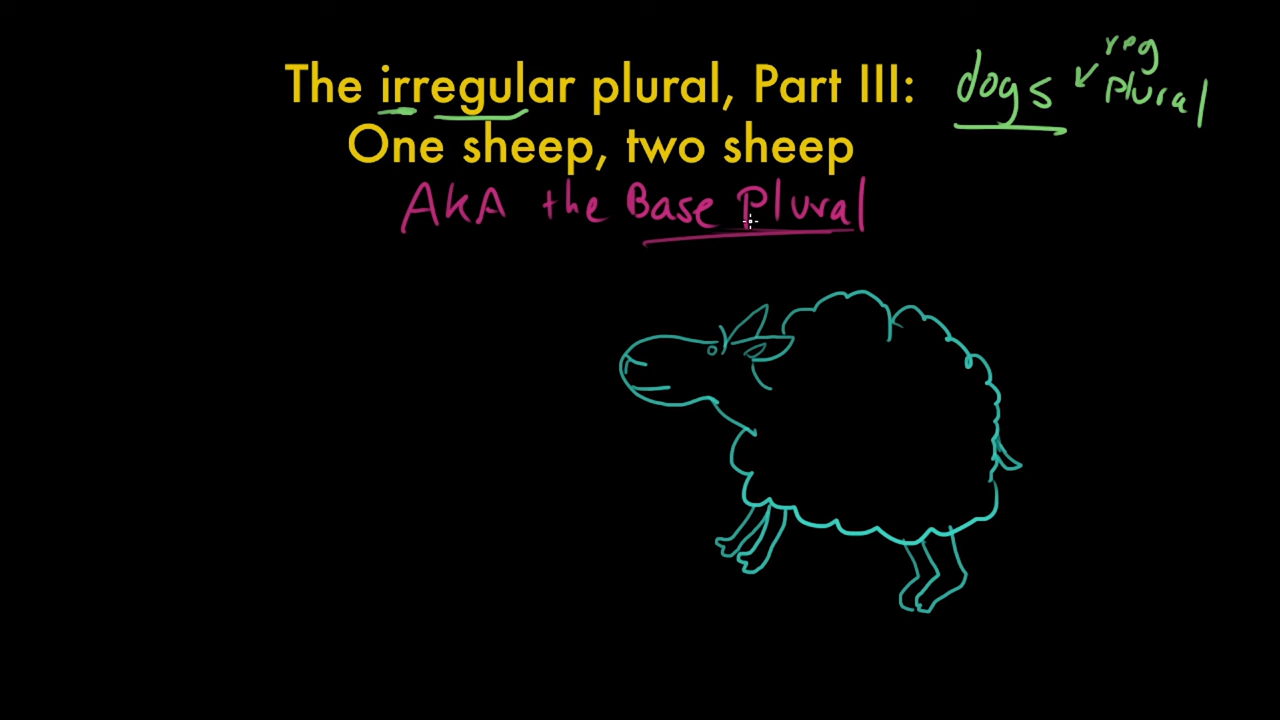 The irregular plural, Part III:
One sheep, two sheep
AKA the Base Plural
dogs
reg
plural